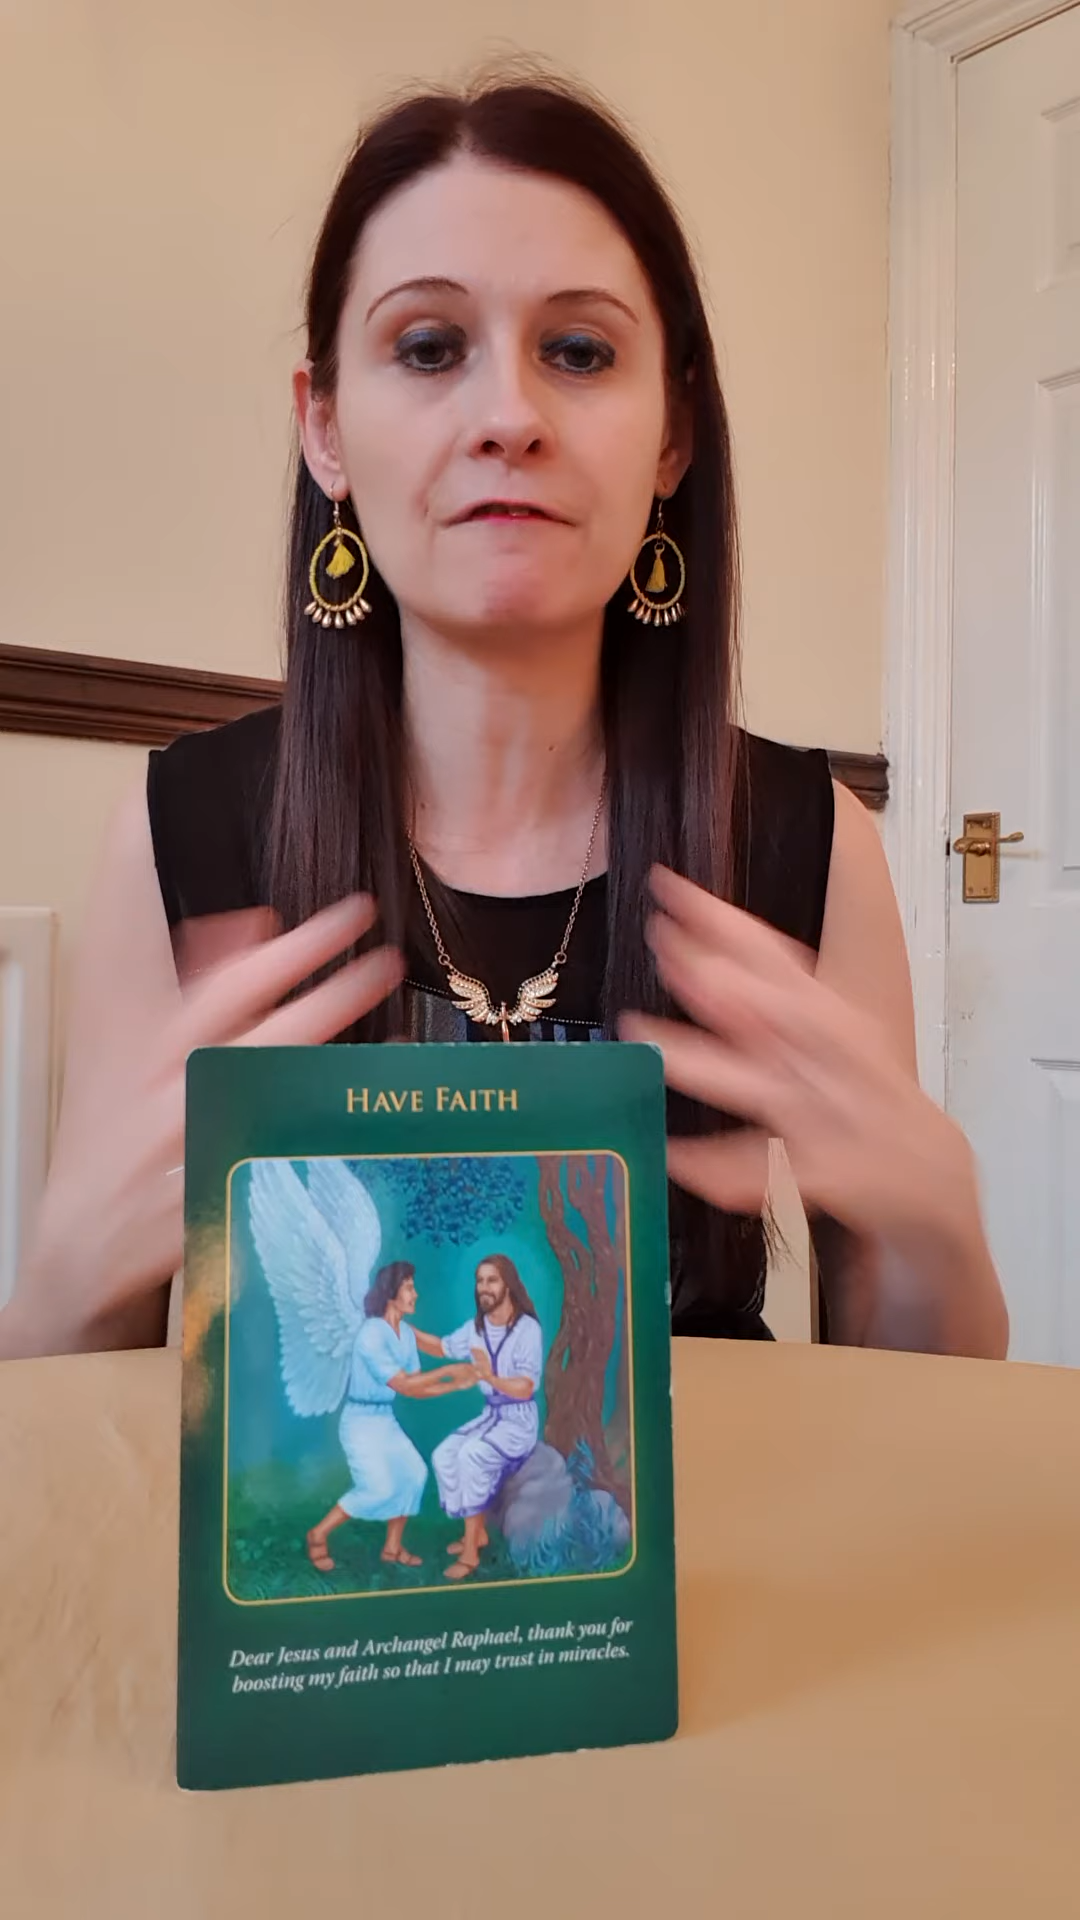 HAVE FAITH
Dear Jesus and Archangel Raphael, thank you for
boosting my faith so that I may trust in miracles.